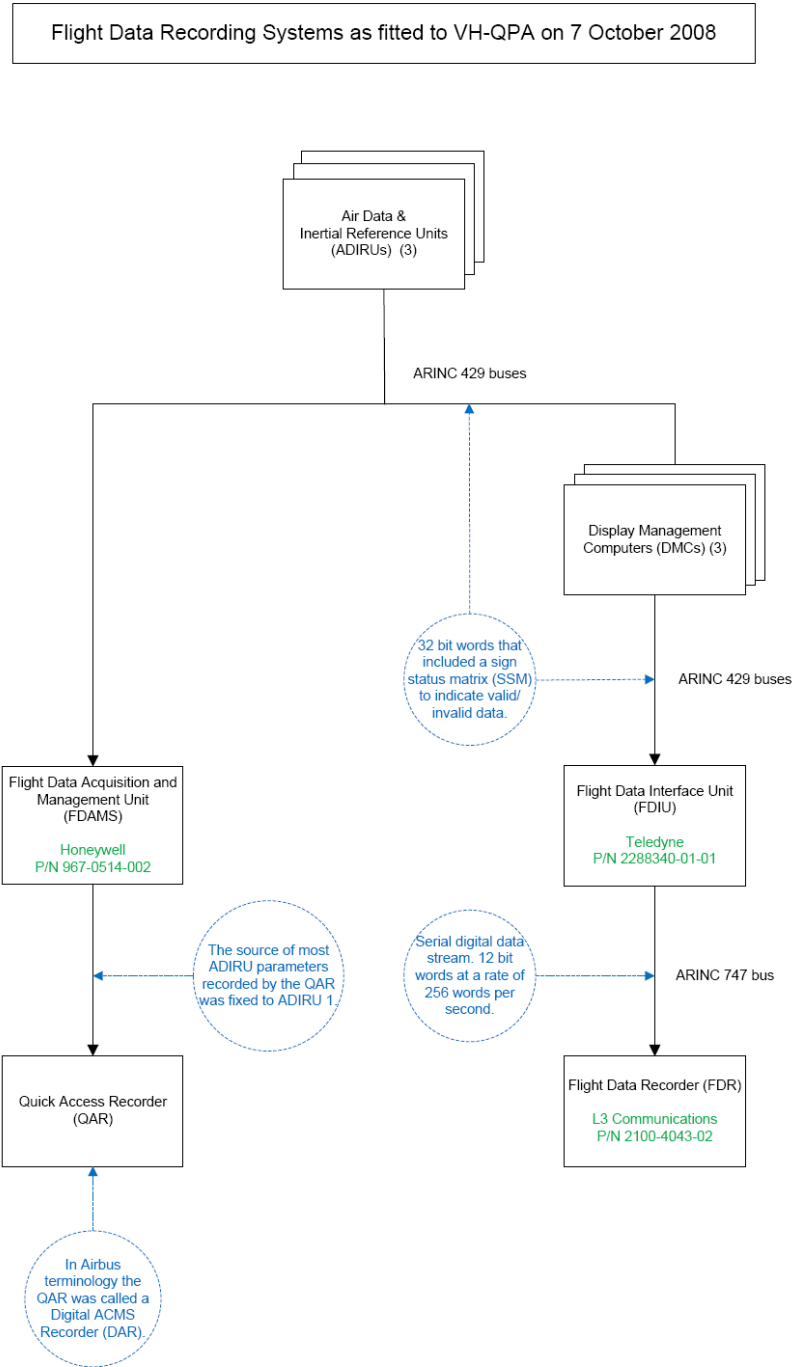 Flight Data Recording Systems as fitted to VH-QPA on 7 October 2008
Air Data &
Inertial Reference Units
(ADIRUs) (3)
ARINC 429 buses
Display Management
Computers (DMCs) (3)
32 bit words that
included a sign
status matrix (SSM)
to indicate valid/
invalid data.
ARINC 429 buses
Flight Data Acquisition and
Management Unit
(FDAMS)
Honeywell
P/N 967-0514-002
Flight Data Interface Unit
(FDIU)
Teledyne
P/N 2288340-01-01
The source of most
ADIRU parameters
recorded by the QAR
was fixed to ADIRU 1.
Serial digital data
stream. 12 bit
words at a rate of
256 words per
second.
ARINC 747 bus
Quick Access Recorder
(QAR)
Flight Data Recorder (FDR)
L3 Communications
P/N 2100-4043-02
In Airbus
terminology the
QAR was called a
Digital ACMS
Recorder (DAR).